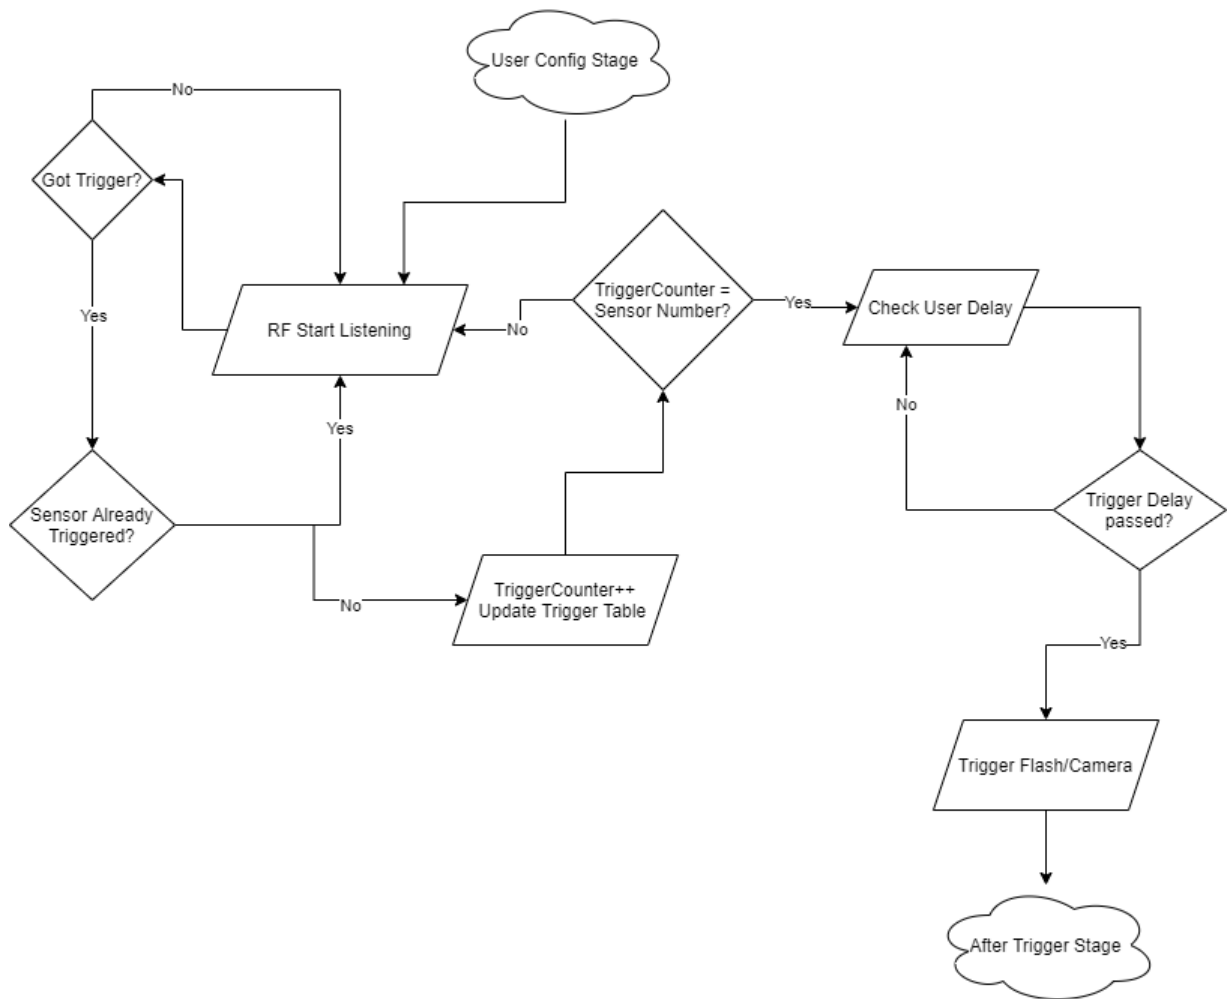 User Config Stage
No
Got Trigger?
Yes
RF Start Listening
TriggerCounter =
Sensor Number?
No
Yes
Check User Delay
No
Yes
Sensor Already
Triggered?
No
TriggerCounter++
Update Trigger Table
Trigger Delay
passed?
Yes
Trigger Flash/Camera
After Trigger Stage